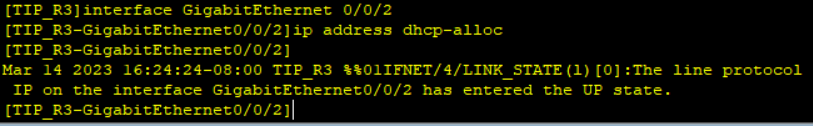 [TIP_R3]interface GigabitEthernet 0/0/2
[TIP_R3-GigabitEthernet0/0/2]ip address dhcp-alloc
[TIP_R3-GigabitEthernet0/0/2]
Mar 14 2023 16:24:24-08:00 TIP_R3 %%01IFNET/4/LINK_STATE(l)[0]:The line protocol
 IP on the interface GigabitEthernet0/0/2 has entered the UP state.
[TIP_R3-GigabitEthernet0/0/2]